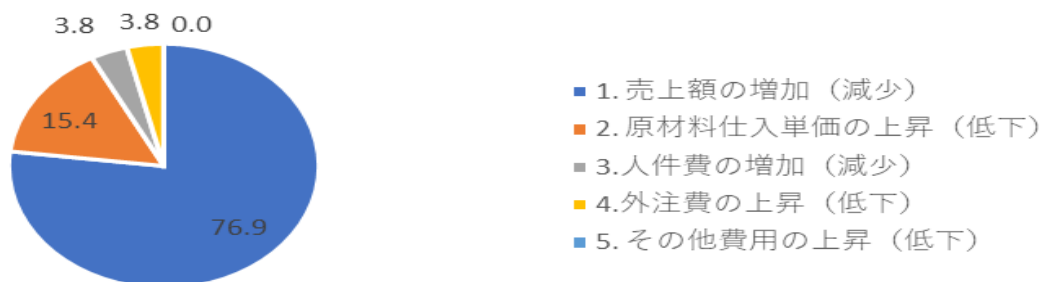 3.8 3.8 0.0
15.4
76.9
1. 売上額の増加（減少）
2. 原材料仕入単価の上昇（低下）
3.人件費の増加（減少）
4.外注費の上昇（低下）
5. その他費用の上昇（低下）